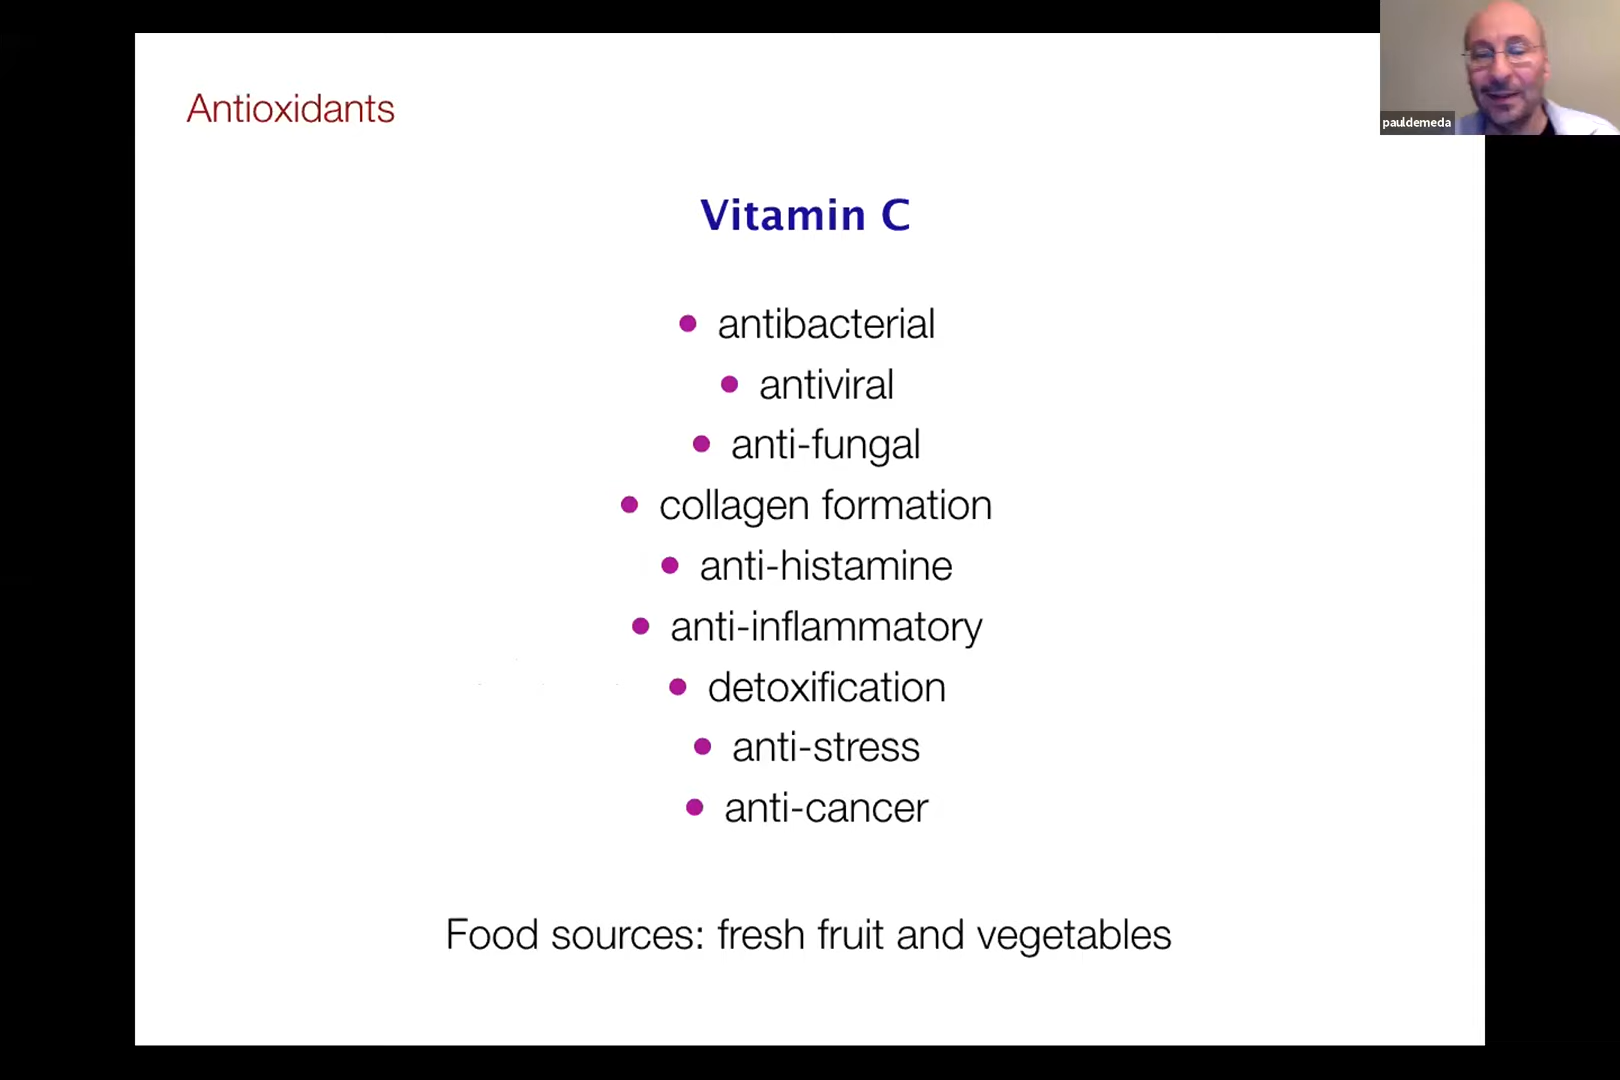 Antioxidants
pauldemeda
Vitamin C
• antibacterial
• antiviral
• anti-fungal
• collagen formation
• anti-histamine
• anti-inflammatory
• detoxification
• anti-stress
• anti-cancer
Food sources: fresh fruit and vegetables